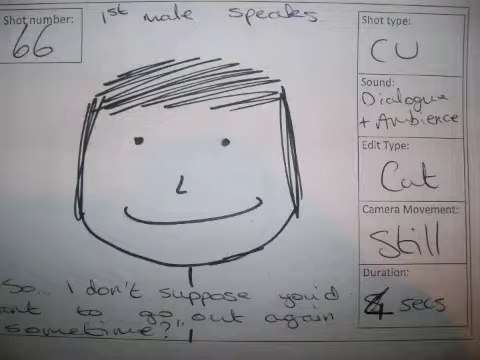 Shot number:
66
1st male speaks
Shot type:
CU
Sound:
Dialogue
+ Ambience
Edit Type:
Cut
Camera Movement:
Still
Duration:
4 secs
So... I don't suppose you'd
ant to go out again
sometime?"